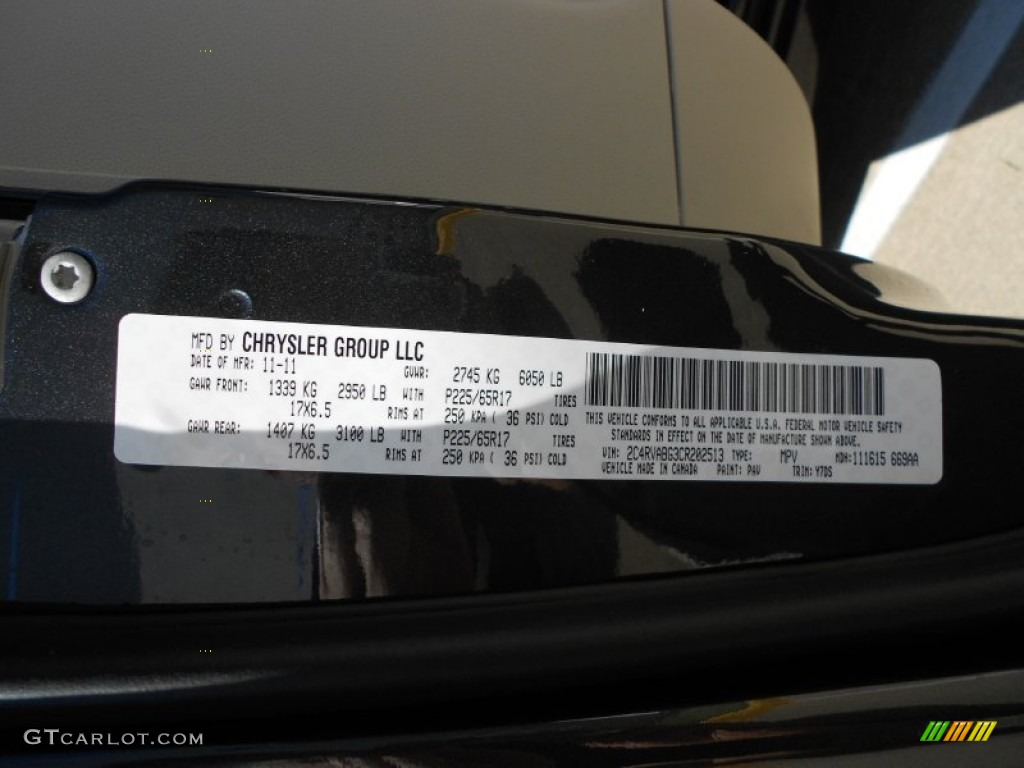 MFD BY CHRYSLER GROUP LLC
DATE OF MFR: 11-11 GVWR: 2745 KG 6050 LB
GAWR FRONT: 1339 KG 2950 LB WITH P225/65R17 TIRES
17X6.5 RIMS AT 250 KPA ( 36 PSI) COLD
GAWR REAR: 1407 KG 3100 LB WITH P225/65R17 TIRES
17X6.5 RIMS AT 250 KPA ( 36 PSI) COLD
THIS VEHICLE CONFORMS TO ALL APPLICABLE U.S.A. FEDERAL MOTOR VEHICLE SAFETY
STANDARDS IN EFFECT ON THE DATE OF MANUFACTURE SHOWN ABOVE.
VIN: 2C4RVABG3CR202513 TYPE: MPV MDH:111615 669AA
VEHICLE MADE IN CANADA PAINT: PAV TRIM: Y7DS
GTCARLOT.COM